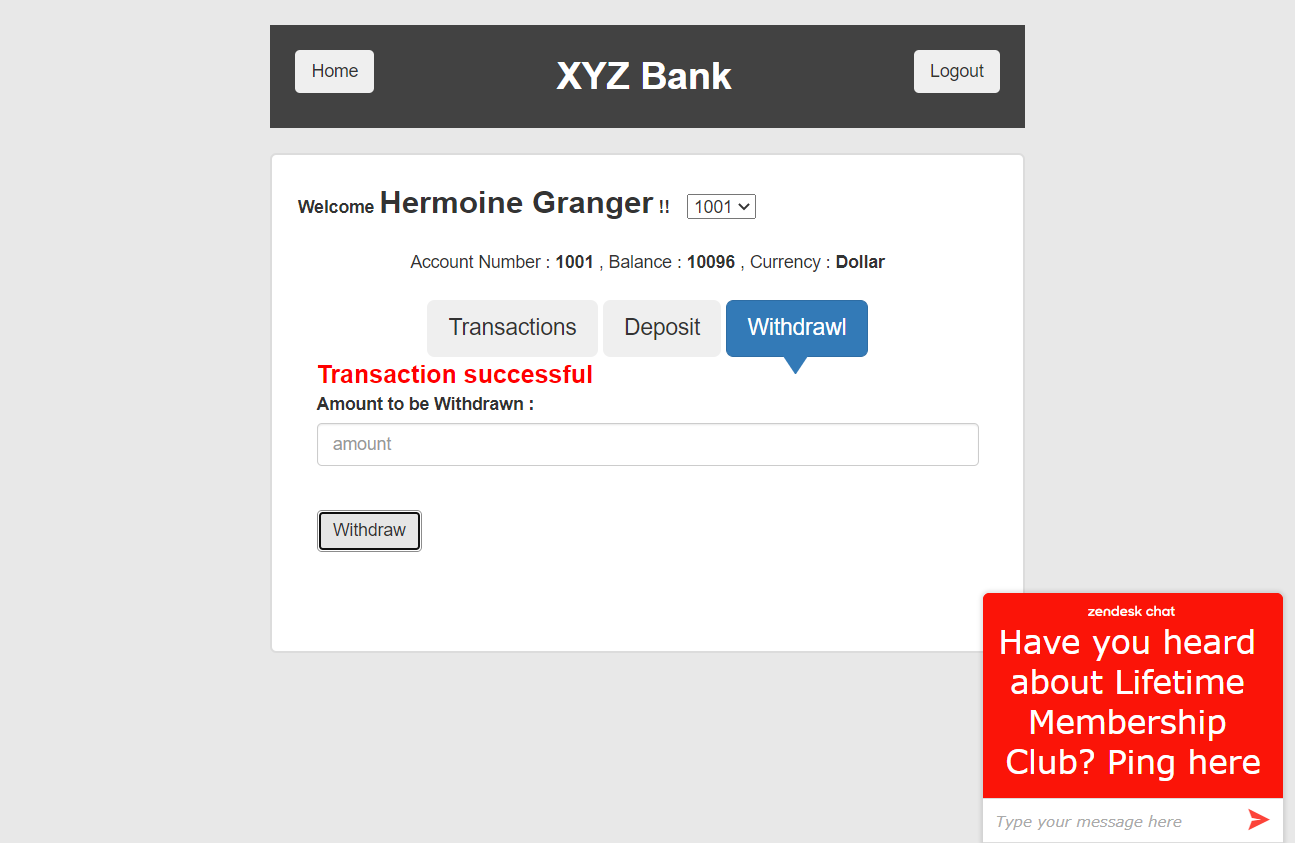 Home
XYZ Bank
Logout
Welcome Hermoine Granger !! 1001
Account Number : 1001 , Balance : 10096 , Currency : Dollar
Transactions
Deposit
Withdrawl
Transaction successful
Amount to be Withdrawn :
amount
Withdraw
zendesk chat
Have you heard
about Lifetime
Membership
Club? Ping here
Type your message here